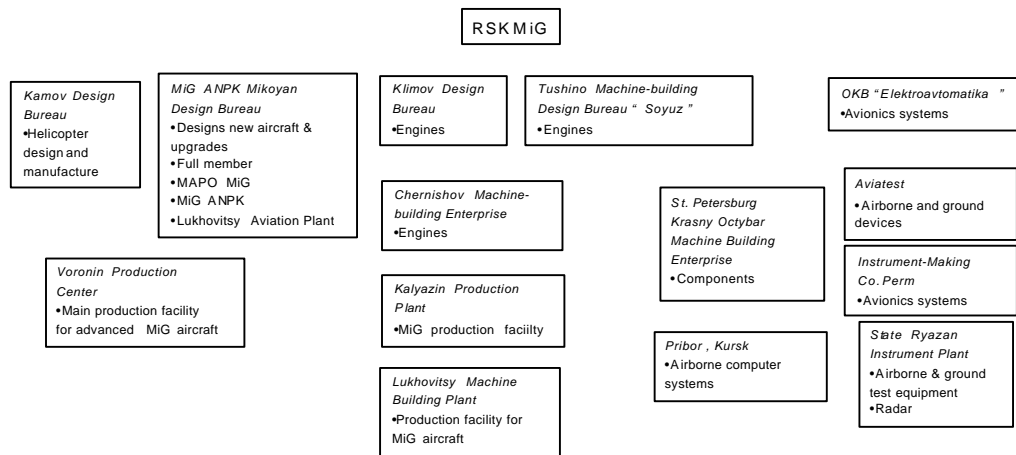 RSK MiG
Kamov Design
Bureau
•Helicopter
design and
manufacture
MiG ANPK Mikoyan
Design Bureau
•Designs new aircraft &
upgrades
•Full member
•MAPO MiG
•MiG ANPK
•Lukhovitsy Aviation Plant
Klimov Design
Bureau
•Engines
Tushino Machine-building
Design Bureau “ Soyuz ”
•Engines
OKB “Elektroavtomatika ”
•Avionics systems
Chernishov Machine-
building Enterprise
•Engines
St. Petersburg
Krasny Octybar
Machine Building
Enterprise
•Components
Aviatest
•Airborne and ground
devices
Voronin Production
Center
•Main production facility
for advanced MiG aircraft
Kalyazin Production
Plant
•MiG production faciilty
Instrument-Making
Co. Perm
•Avionics systems
Pribor , Kursk
•Airborne computer
systems
State Ryazan
Instrument Plant
•Airborne & ground
test equipment
•Radar
Lukhovitsy Machine
Building Plant
•Production facility for
MiG aircraft